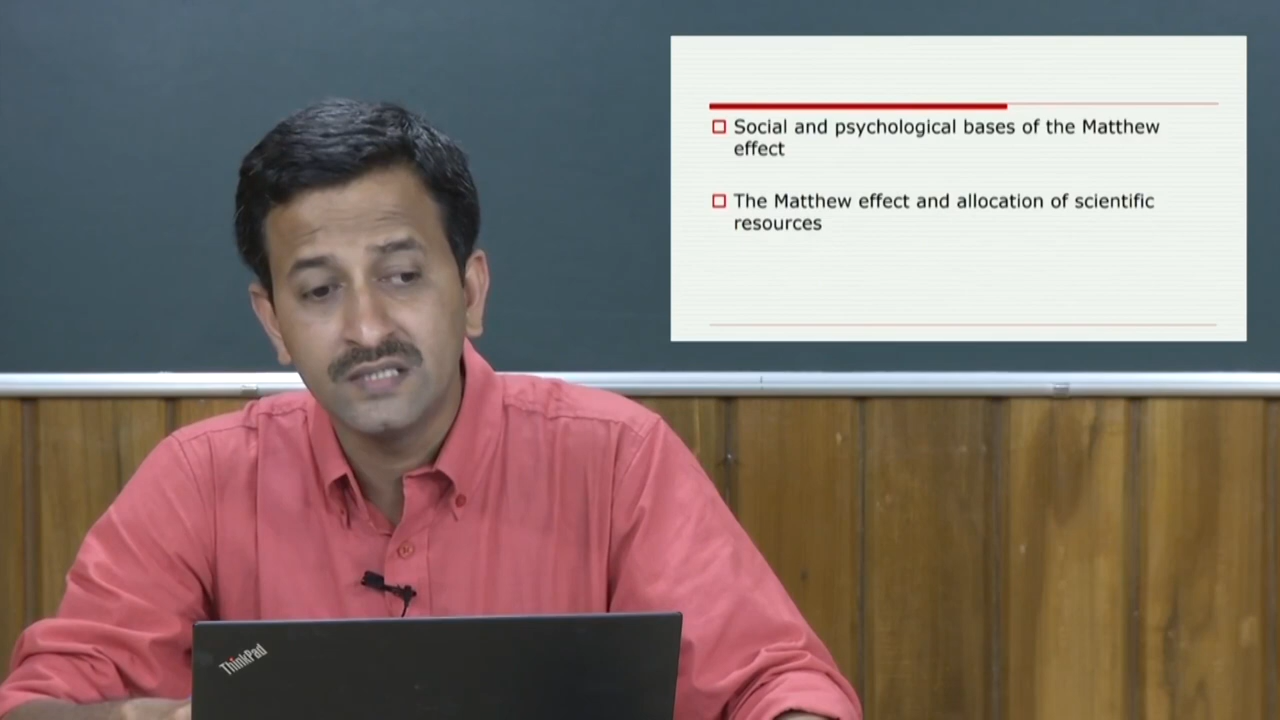 Social and psychological bases of the Matthew
effect
The Matthew effect and allocation of scientific
resources
ThinkPad